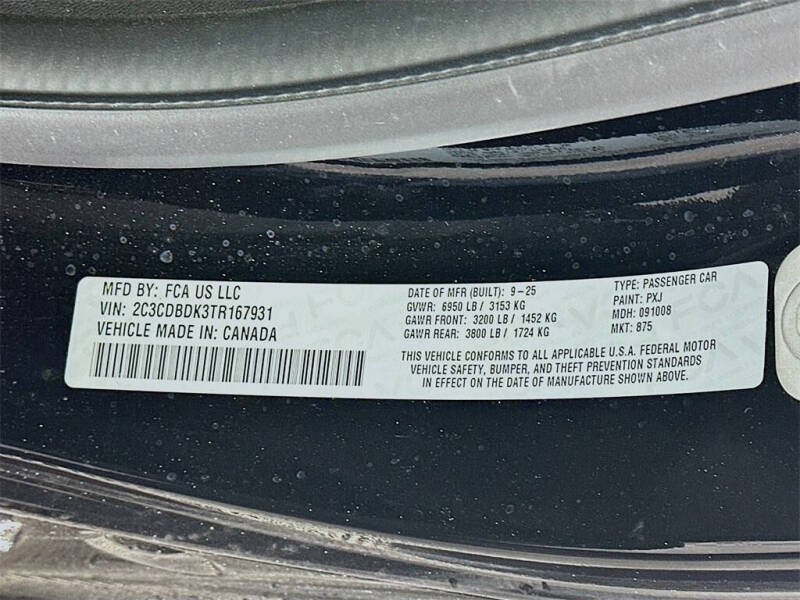 MFD BY: FCA US LLC
VIN: 2C3CDBDK3TR167931
VEHICLE MADE IN: CANADA
DATE OF MFR (BUILT): 9-25
GVWR: 6950 LB / 3153 KG
GAWR FRONT: 3200 LB / 1452 KG
GAWR REAR: 3800 LB / 1724 KG
THIS VEHICLE CONFORMS TO ALL APPLICABLE U.S.A. FEDERAL MOTOR
VEHICLE SAFETY, BUMPER, AND THEFT PREVENTION STANDARDS
IN EFFECT ON THE DATE OF MANUFACTURE SHOWN ABOVE.
TYPE: PASSENGER CAR
PAINT: PXJ
MDH: 091008
MKT: 875